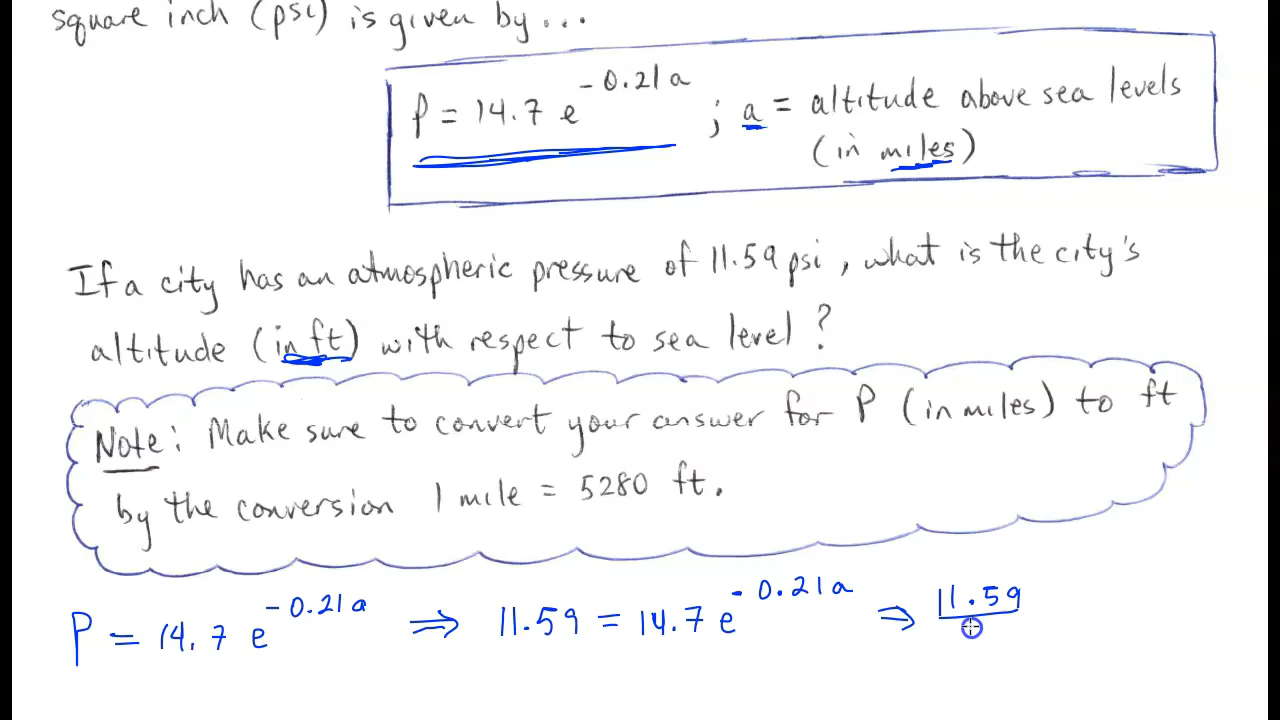 square inch (psi) is given by...
P = 14.7 e^{-0.21a} ; a = altitude above sea levels
(in miles)
If a city has an atmospheric pressure of 11.59 psi, what is the city's
altitude (in ft) with respect to sea level?
Note: Make sure to convert your answer for P (in miles) to ft
by the conversion 1 mile = 5280 ft.
P = 14.7 e^{-0.21a} ⇒ 11.59 = 14.7 e^{-0.21a} ⇒ 11.59